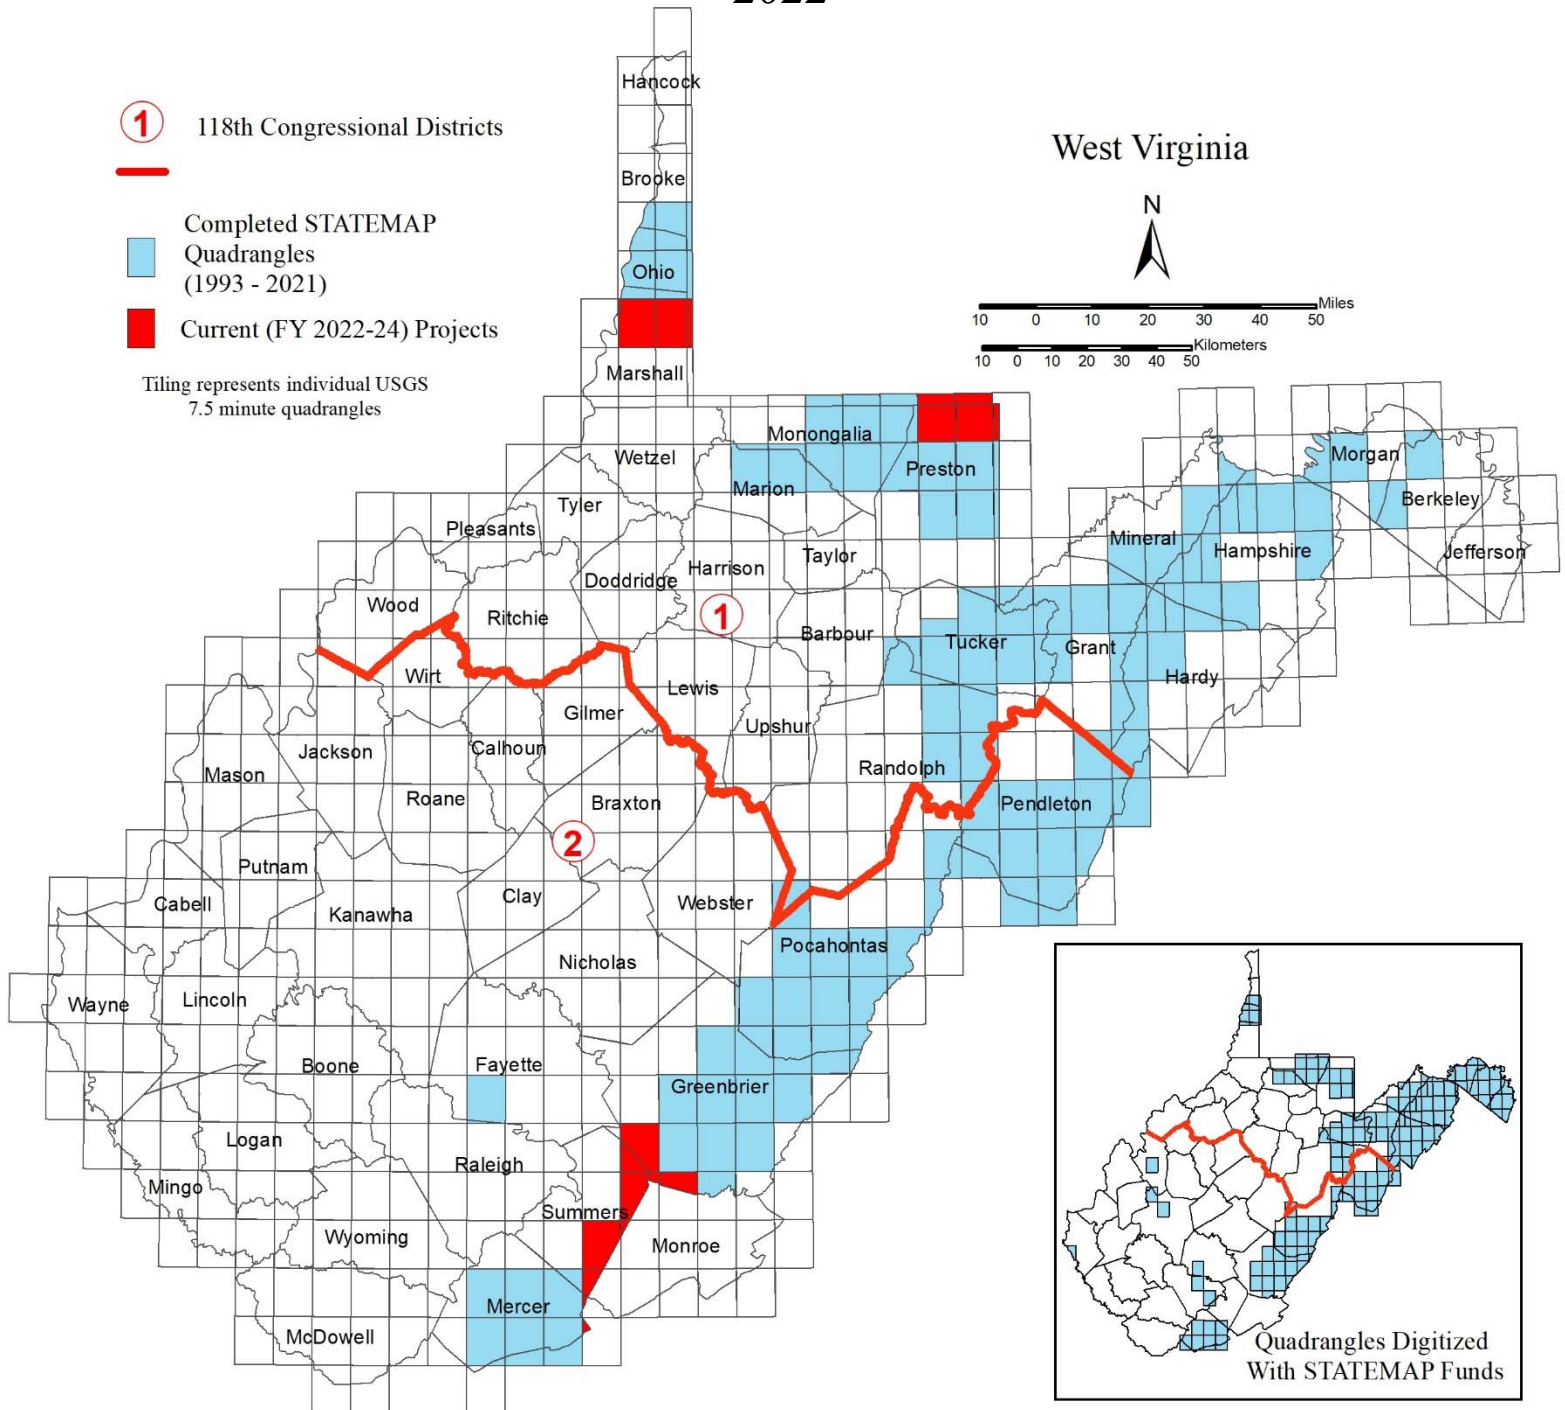 2022
Hancock
1
118th Congressional Districts
West Virginia
Brooke
N
Completed STATEMAP
Quadrangles
(1993 - 2021)
Ohio
Miles
10 0 10 20 30 40 50
Current (FY 2022-24) Projects
Kilometers
10 0 10 20 30 40 50
Marshall
Tiling represents individual USGS
7.5 minute quadrangles
Monongalia
Wetzel
Morgan
Preston
Marion
Berkeley
Tyler
Pleasants
Mineral
Hampshire
Jefferson
Taylor
Harrison
Doddridge
Wood
Ritchie
1
Barbour
Tucker
Grant
Wirt
Hardy
Lewis
Gilmer
Upshur
Jackson
Calhoun
Mason
Randolph
Roane
Braxton
Pendleton
2
Putnam
Clay
Webster
Cabell
Kanawha
Pocahontas
Nicholas
Wayne
Lincoln
Boone
Fayette
Greenbrier
Logan
Raleigh
Mingo
Summers
Wyoming
Monroe
Mercer
McDowell
Quadrangles Digitized
With STATEMAP Funds